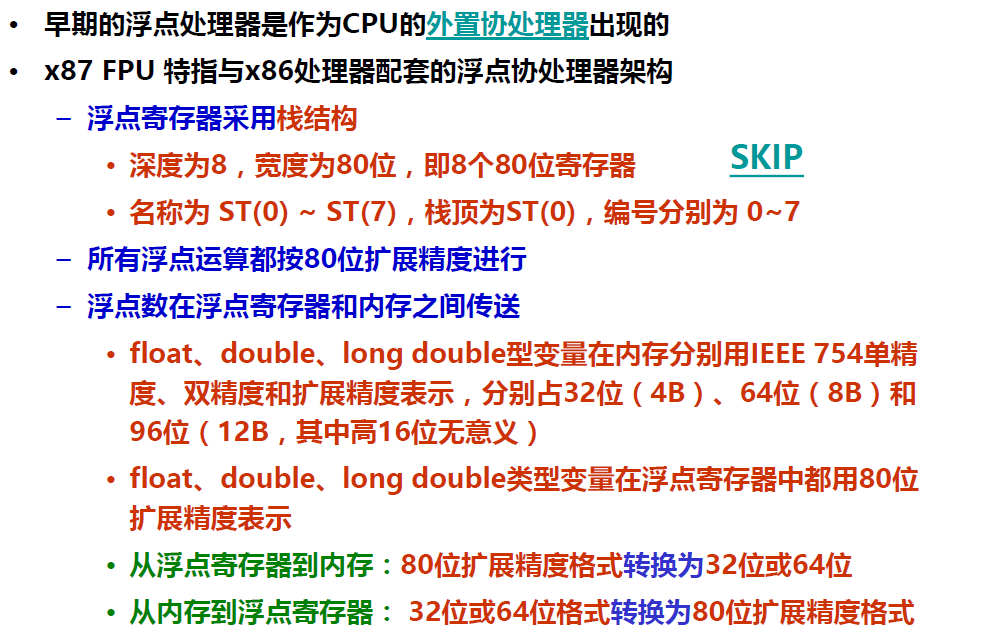 • 早期的浮点处理器是作为CPU的外置协处理器出现的
• x87 FPU 特指与x86处理器配套的浮点协处理器架构
– 浮点寄存器采用栈结构
• 深度为8，宽度为80位，即8个80位寄存器
SKIP
• 名称为 ST(0) ~ ST(7)，栈顶为ST(0)，编号分别为 0~7
– 所有浮点运算都按80位扩展精度进行
– 浮点数在浮点寄存器和内存之间传送
• float、double、long double型变量在内存分别用IEEE 754单精
度、双精度和扩展精度表示，分别占32位（4B）、64位（8B）和
96位（12B，其中高16位无意义）
• float、double、long double类型变量在浮点寄存器中都用80位
扩展精度表示
• 从浮点寄存器到内存：80位扩展精度格式转换为32位或64位
• 从内存到浮点寄存器： 32位或64位格式转换为80位扩展精度格式